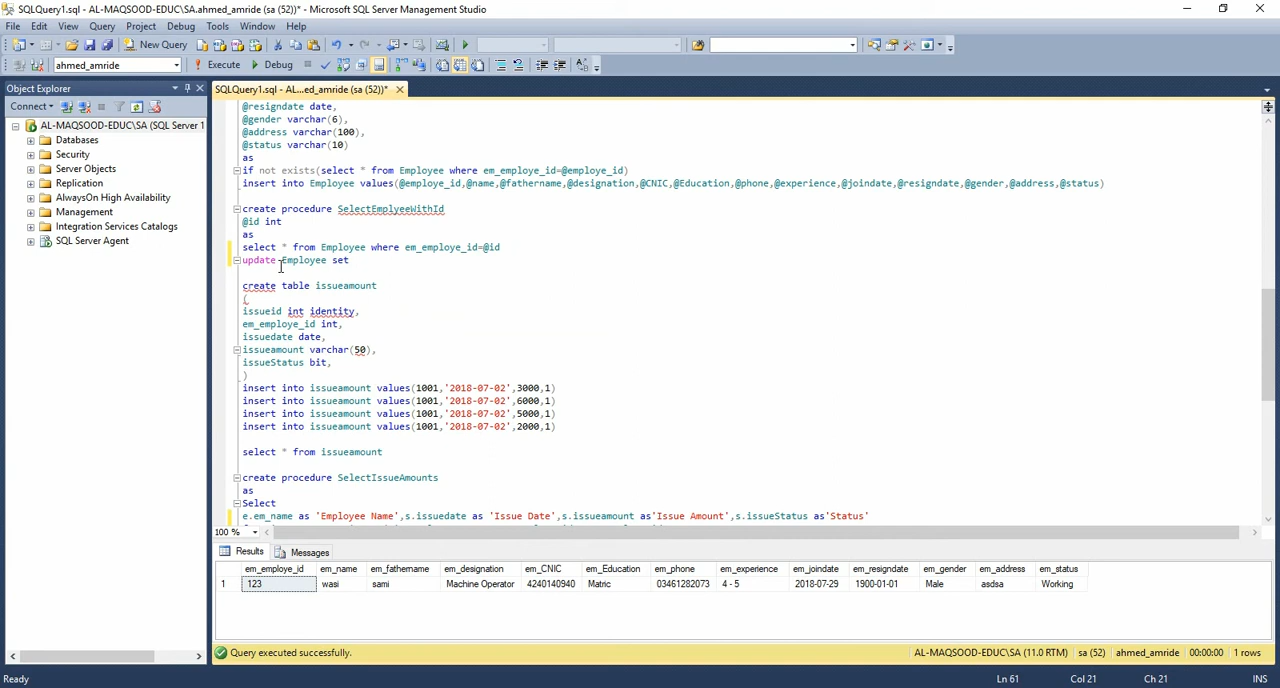 SQLQuery1.sql - AL-MAQSOOD-EDUC\SA.ahmed_amride (sa (52))* - Microsoft SQL Server Management Studio
File Edit View Query Project Debug Tools Window Help
New Query
ahmed_amride Execute Debug
Object Explorer
SQLQuery1.sql - AL...ed_amride (sa (52))*
Connect
AL-MAQSOOD-EDUC\SA (SQL Server 1
Databases
Security
Server Objects
Replication
AlwaysOn High Availability
Management
Integration Services Catalogs
SQL Server Agent
@resigndate date,
@gender varchar(6),
@address varchar(100),
@status varchar(10)
as
if not exists(select * from Employee where em_employe_id=@employe_id)
insert into Employee values(@employe_id,@name,@fathername,@designation,@CNIC,@Education,@phone,@experience,@joindate,@resigndate,@gender,@address,@status)
create procedure SelectEmplyeeWithId
@id int
as
select * from Employee where em_employe_id=@id
update Employee set
create table issueamount
(
issueid int identity,
em_employe_id int,
issuedate date,
issueamount varchar(50),
issueStatus bit,
)
insert into issueamount values(1001,'2018-07-02',3000,1)
insert into issueamount values(1001,'2018-07-02',6000,1)
insert into issueamount values(1001,'2018-07-02',5000,1)
insert into issueamount values(1001,'2018-07-02',2000,1)
select * from issueamount
create procedure SelectIssueAmounts
as
Select
e.em_name as 'Employee Name',s.issuedate as 'Issue Date',s.issueamount as'Issue Amount',s.issueStatus as'Status'
100 %
Results Messages
em_employe_id em_name em_fathername em_designation em_CNIC em_Education em_phone em_experience em_joindate em_resigndate em_gender em_address em_status
1 123 wasi sami Machine Operator 4240140940 Matric 03461282073 4 - 5 2018-07-29 1900-01-01 Male asdsa Working
Query executed successfully. AL-MAQSOOD-EDUC\SA (11.0 RTM) sa (52) ahmed_amride 00:00:00 1 rows
Ready Ln 61 Col 21 Ch 21 INS